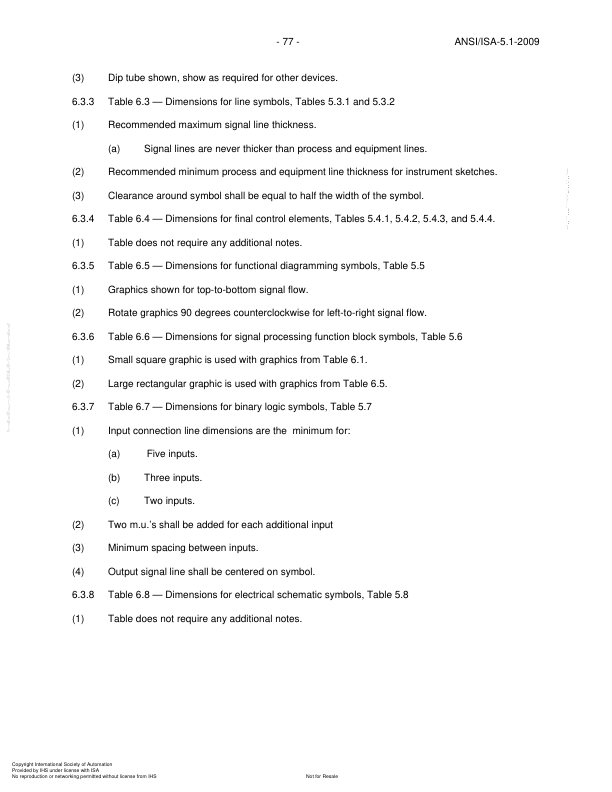 - 77 - ANSI/ISA-5.1-2009
(3) Dip tube shown, show as required for other devices.
6.3.3 Table 6.3 — Dimensions for line symbols, Tables 5.3.1 and 5.3.2
(1) Recommended maximum signal line thickness.
(a) Signal lines are never thicker than process and equipment lines.
(2) Recommended minimum process and equipment line thickness for instrument sketches.
(3) Clearance around symbol shall be equal to half the width of the symbol.
6.3.4 Table 6.4 — Dimensions for final control elements, Tables 5.4.1, 5.4.2, 5.4.3, and 5.4.4.
(1) Table does not require any additional notes.
6.3.5 Table 6.5 — Dimensions for functional diagramming symbols, Table 5.5
(1) Graphics shown for top-to-bottom signal flow.
(2) Rotate graphics 90 degrees counterclockwise for left-to-right signal flow.
6.3.6 Table 6.6 — Dimensions for signal processing function block symbols, Table 5.6
(1) Small square graphic is used with graphics from Table 6.1.
(2) Large rectangular graphic is used with graphics from Table 6.5.
6.3.7 Table 6.7 — Dimensions for binary logic symbols, Table 5.7
(1) Input connection line dimensions are the minimum for:
(a) Five inputs.
(b) Three inputs.
(c) Two inputs.
(2) Two m.u.'s shall be added for each additional input
(3) Minimum spacing between inputs.
(4) Output signal line shall be centered on symbol.
6.3.8 Table 6.8 — Dimensions for electrical schematic symbols, Table 5.8
(1) Table does not require any additional notes.
Copyright International Society of Automation
Provided by IHS under license with ISA
No reproduction or networking permitted without license from IHS Not for Resale